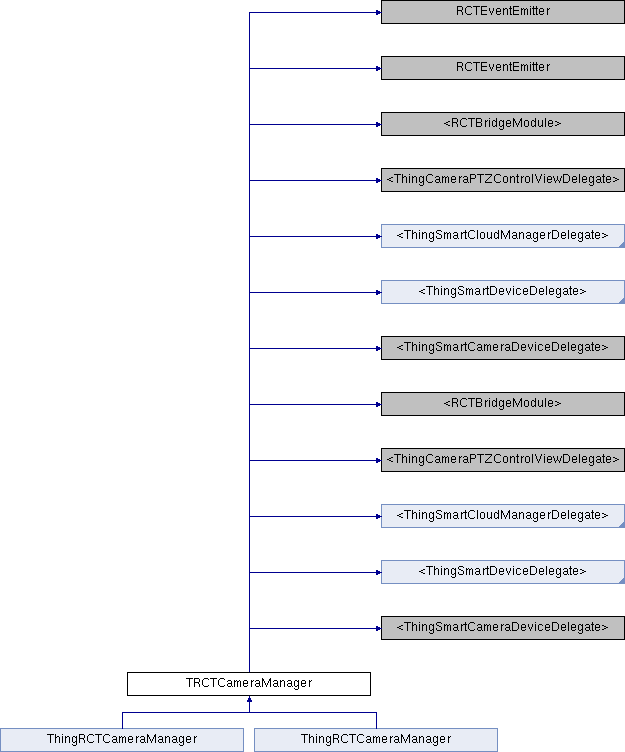 RCTEventEmitter
RCTEventEmitter
<RCTBridgeModule>
<ThingCameraPTZControlViewDelegate>
<ThingSmartCloudManagerDelegate>
<ThingSmartDeviceDelegate>
<ThingSmartCameraDeviceDelegate>
<RCTBridgeModule>
<ThingCameraPTZControlViewDelegate>
<ThingSmartCloudManagerDelegate>
<ThingSmartDeviceDelegate>
<ThingSmartCameraDeviceDelegate>
TRCTCameraManager
ThingRCTCameraManager
ThingRCTCameraManager